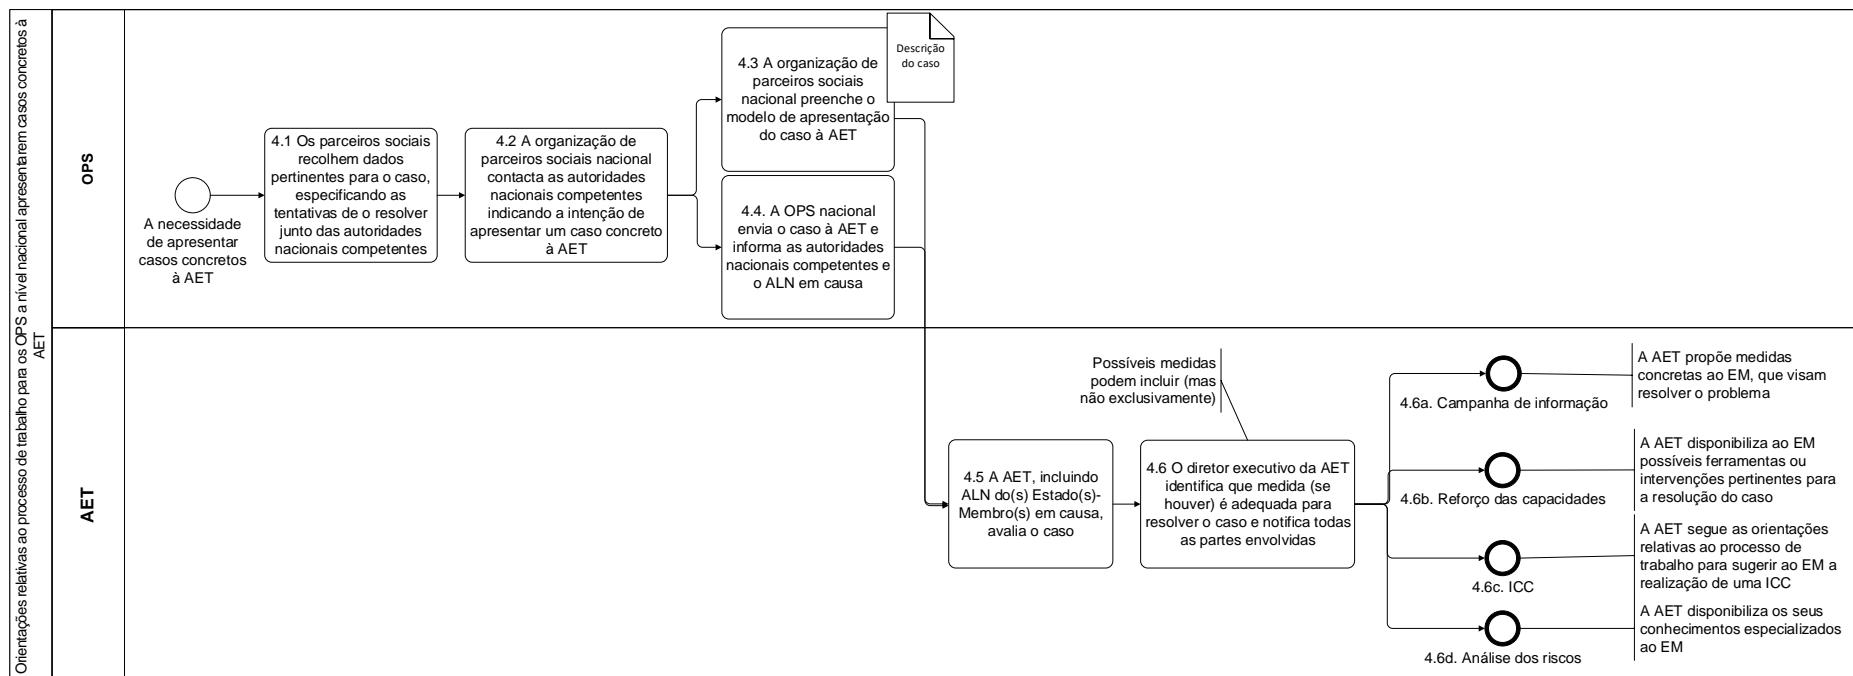 Orientações relativas ao processo de trabalho para os OPS a nível nacional apresentarem casos concretos à
AET
OPS
A necessidade
de apresentar
casos concretos
à AET
4.1 Os parceiros sociais
recolhem dados
pertinentes para o caso,
especificando as
tentativas de o resolver
junto das autoridades
nacionais competentes
4.2 A organização de
parceiros sociais nacional
contacta as autoridades
nacionais competentes
indicando a intenção de
apresentar um caso concreto
à AET
4.3 A organização de
parceiros sociais
nacional preenche o
modelo de apresentação
do caso à AET
Descrição
do caso
4.4. A OPS nacional
envia o caso à AET e
informa as autoridades
nacionais competentes e
o ALN em causa
AET
4.5 A AET, incluindo
ALN do(s) Estado(s)-
Membro(s) em causa,
avalia o caso
Possíveis medidas
podem incluir (mas
não exclusivamente)
4.6 O diretor executivo da AET
identifica que medida (se
houver) é adequada para
resolver o caso e notifica todas
as partes envolvidas
4.6a. Campanha de informação
A AET propõe medidas
concretas ao EM, que visam
resolver o problema
4.6b. Reforço das capacidades
A AET disponibiliza ao EM
possíveis ferramentas ou
intervenções pertinentes para
a resolução do caso
4.6c. ICC
A AET segue as orientações
relativas ao processo de
trabalho para sugerir ao EM a
realização de uma ICC
4.6d. Análise dos riscos
A AET disponibiliza os seus
conhecimentos especializados
ao EM